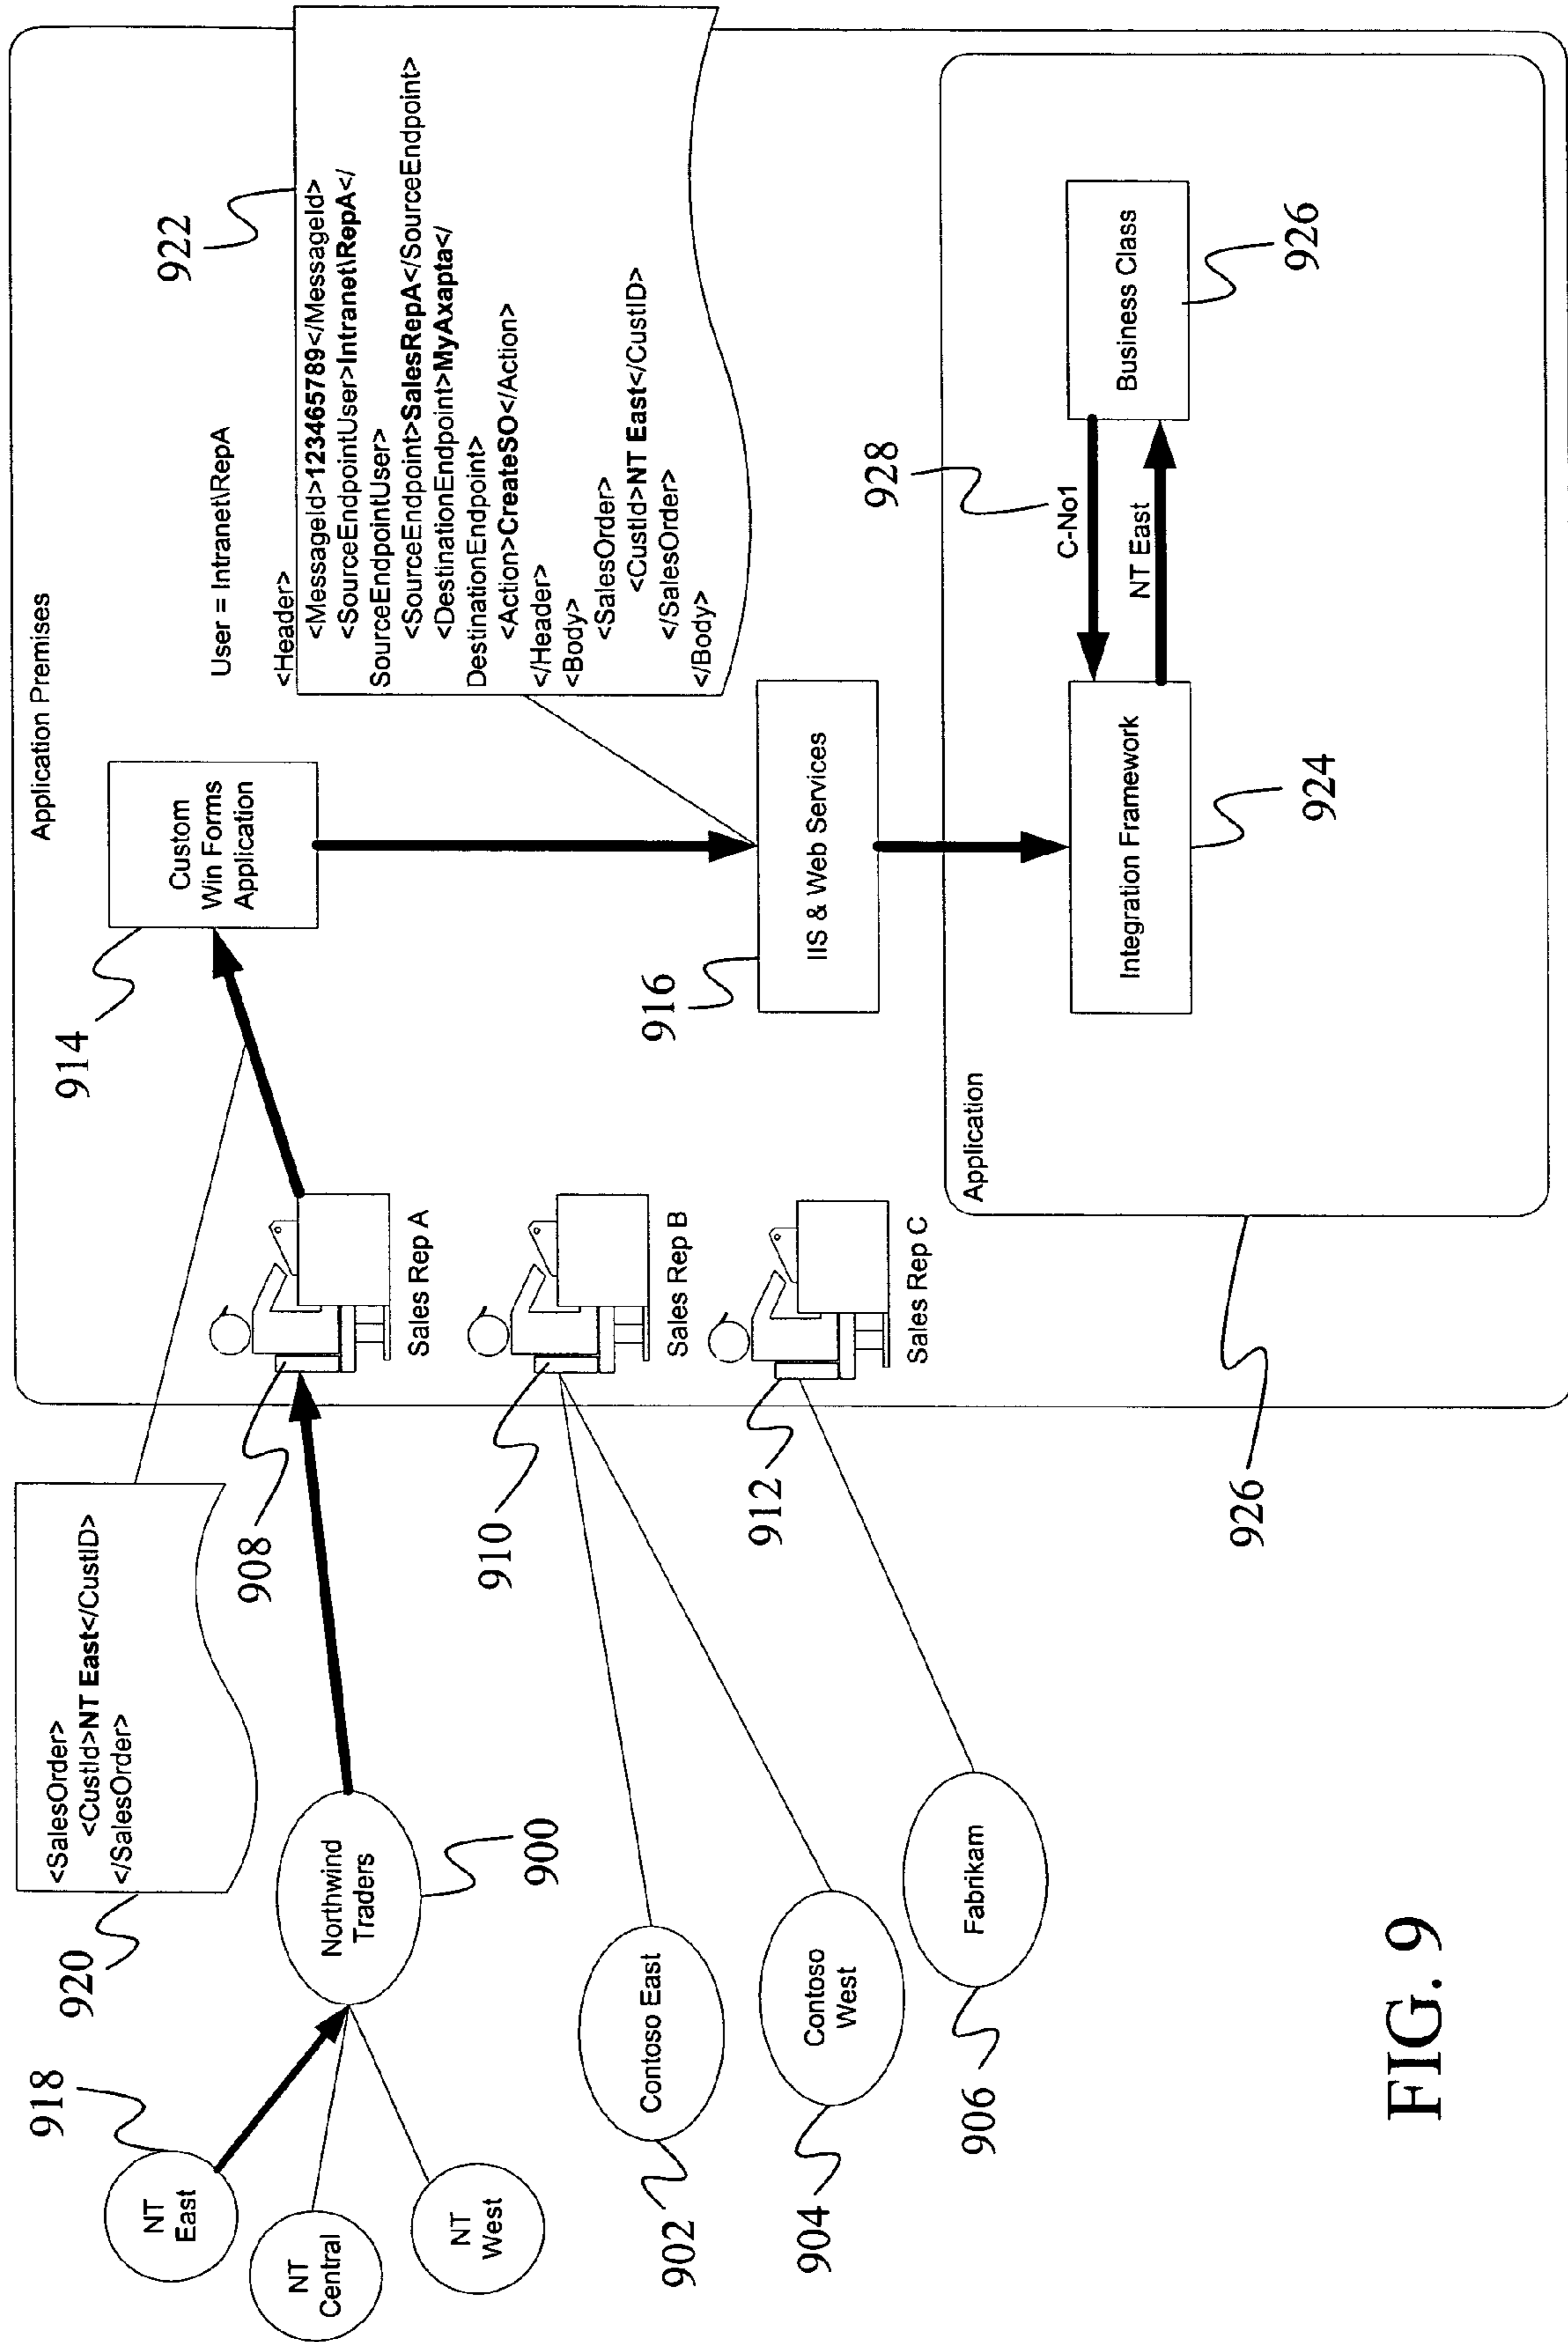 Application Premises
918
920
<SalesOrder>
<CustId>NT East</CustID>
</SalesOrder>
914
Custom
Win Forms
Application
User = Intranet\RepA
922
<Header>
<MessageId>123465789</MessageId>
<SourceEndpointUser>Intranet\RepA</
SourceEndpointUser>
<SourceEndpoint>SalesRepA</SourceEndpoint>
<DestinationEndpoint>MyAxapta</
DestinationEndpoint>
<Action>CreateSO</Action>
</Header>
<Body>
<SalesOrder>
<CustId>NT East</CustID>
</SalesOrder>
</Body>
NT
East
NT
Central
NT
West
Northwind
Traders
900
908
Sales Rep A
910
Sales Rep B
912
Sales Rep C
902
Contoso East
904
Contoso
West
906
Fabrikam
916
IIS & Web Services
Application
928
C-No1
NT East
Integration Framework
924
Business Class
926
926
FIG. 9